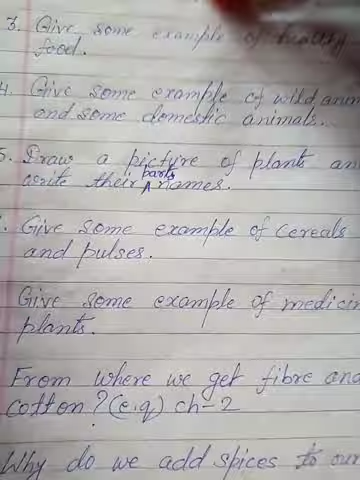 3. Give some example of healthy
food.
4. Give some example of wild anim
and some domestic animals.
5. Draw a picture of plants an
write their parts names.
Give some example of cereals
and pulses.
Give some example of medicin
plants.
From where we get fibre and
cotton? (e.q) ch-2
Why do we add spices to our